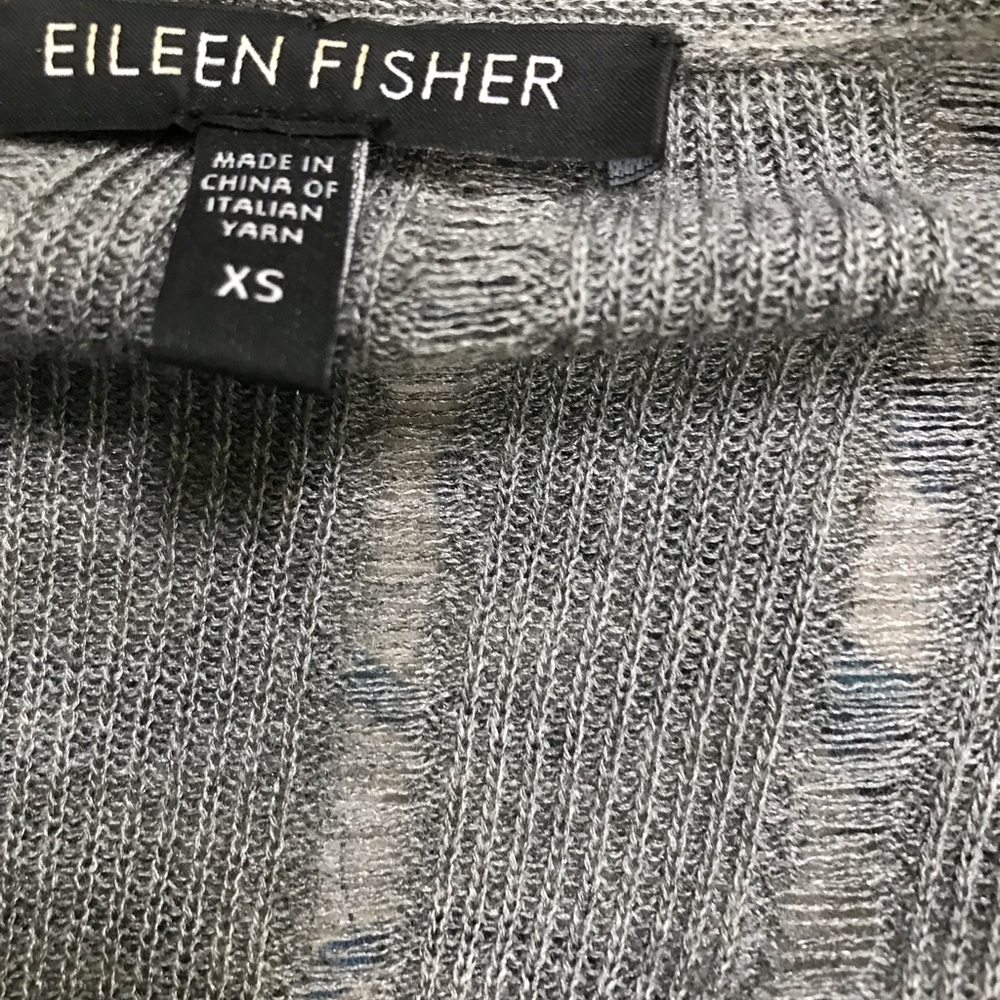 EILEEN FISHER
MADE IN
CHINA OF
ITALIAN
YARN
XS